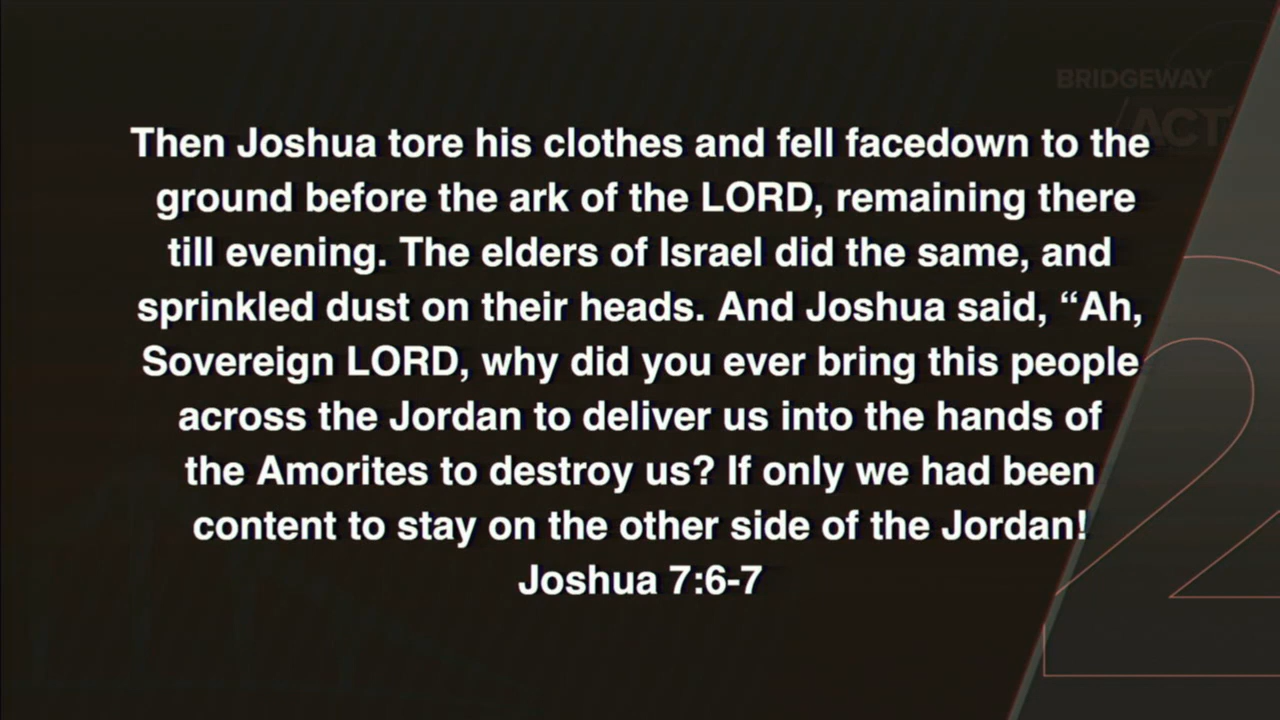 BRIDGEWAY
ACT
Then Joshua tore his clothes and fell facedown to the
ground before the ark of the LORD, remaining there
till evening. The elders of Israel did the same, and
sprinkled dust on their heads. And Joshua said, “Ah,
Sovereign LORD, why did you ever bring this people
across the Jordan to deliver us into the hands of
the Amorites to destroy us? If only we had been
content to stay on the other side of the Jordan!
Joshua 7:6-7
2